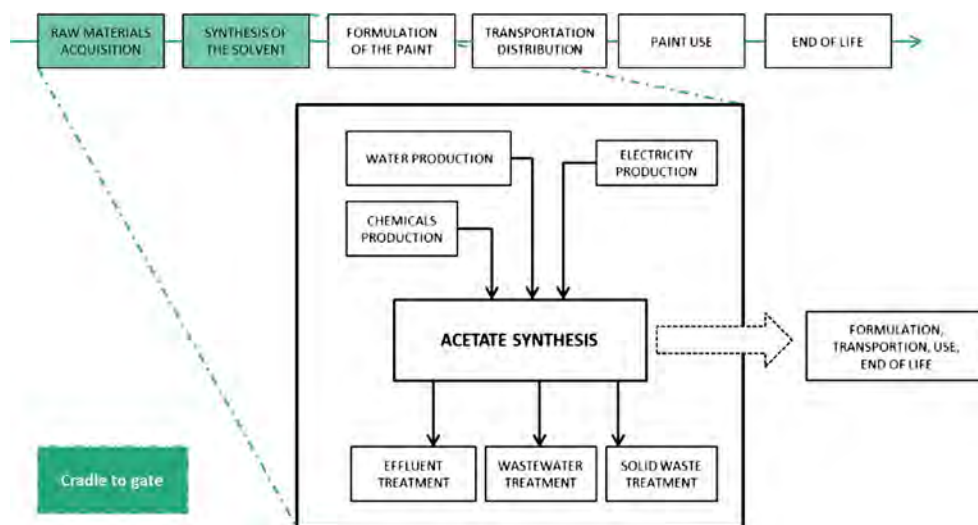 RAW MATERIALS
ACQUISITION
SYNTHESIS OF
THE SOLVENT
FORMULATION
OF THE PAINT
TRANSPORTATION
DISTRIBUTION
PAINT USE
END OF LIFE
WATER PRODUCTION
ELECTRICITY
PRODUCTION
CHEMICALS
PRODUCTION
ACETATE SYNTHESIS
FORMULATION,
TRANSPORTION, USE,
END OF LIFE
EFFLUENT
TREATMENT
WASTEWATER
TREATMENT
SOLID WASTE
TREATMENT
Cradle to gate